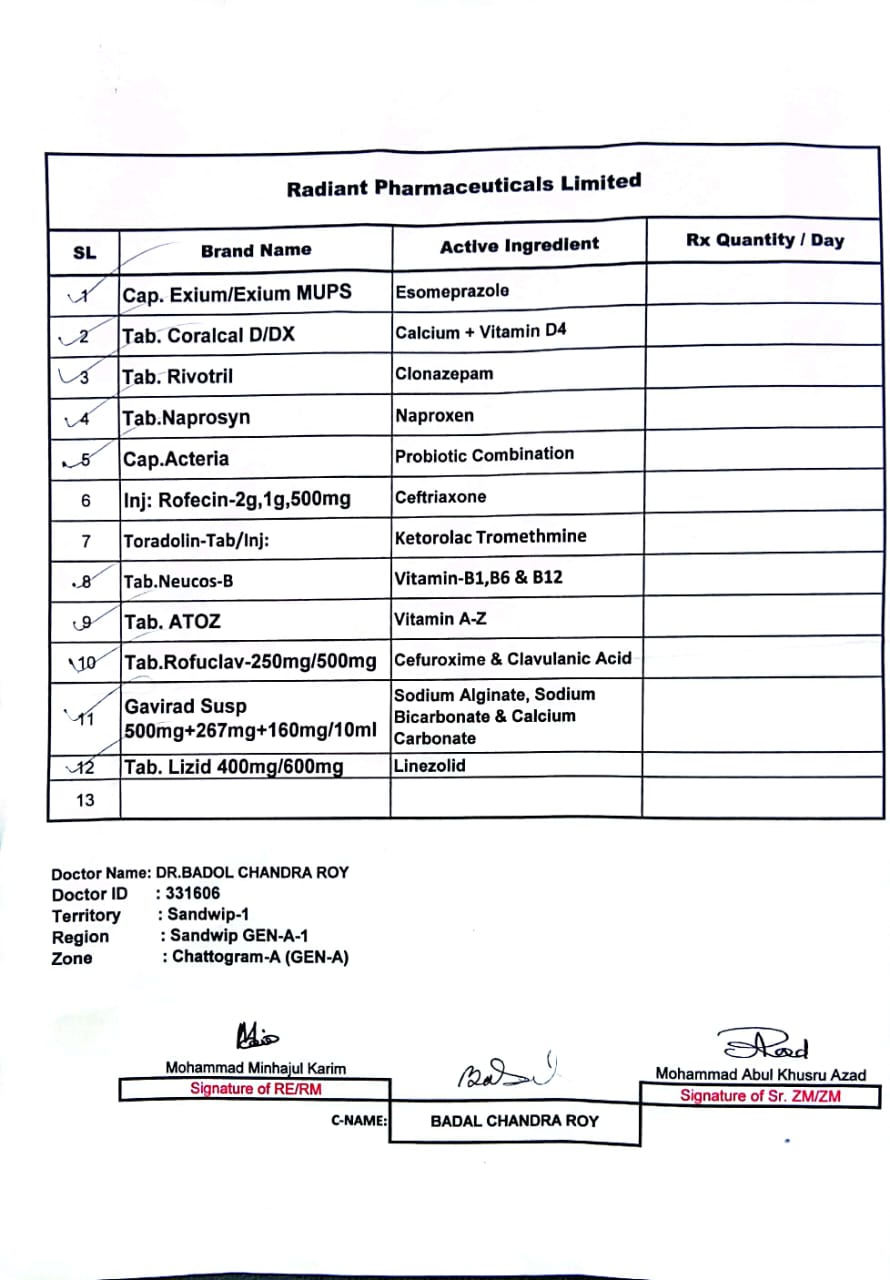 Radiant Pharmaceuticals Limited
SL Brand Name Active Ingredient Rx Quantity / Day
1 Cap. Exium/Exium MUPS Esomeprazole
2 Tab. Coralcal D/DX Calcium + Vitamin D4
3 Tab. Rivotril Clonazepam
4 Tab.Naprosyn Naproxen
5 Cap.Acteria Probiotic Combination
6 Inj: Rofecin-2g,1g,500mg Ceftriaxone
7 Toradolin-Tab/Inj: Ketorolac Tromethmine
8 Tab.Neucos-B Vitamin-B1,B6 & B12
9 Tab. ATOZ Vitamin A-Z
10 Tab.Rofuclav-250mg/500mg Cefuroxime & Clavulanic Acid
11 Gavirad Susp
500mg+267mg+160mg/10ml
Sodium Alginate, Sodium
Bicarbonate & Calcium
Carbonate
12 Tab. Lizid 400mg/600mg Linezolid
13
Doctor Name: DR.BADOL CHANDRA ROY
Doctor ID : 331606
Territory : Sandwip-1
Region : Sandwip GEN-A-1
Zone : Chattogram-A (GEN-A)
Mohammad Minhajul Karim
Signature of RE/RM
Mohammad Abul Khusru Azad
Signature of Sr. ZM/ZM
C-NAME: BADAL CHANDRA ROY